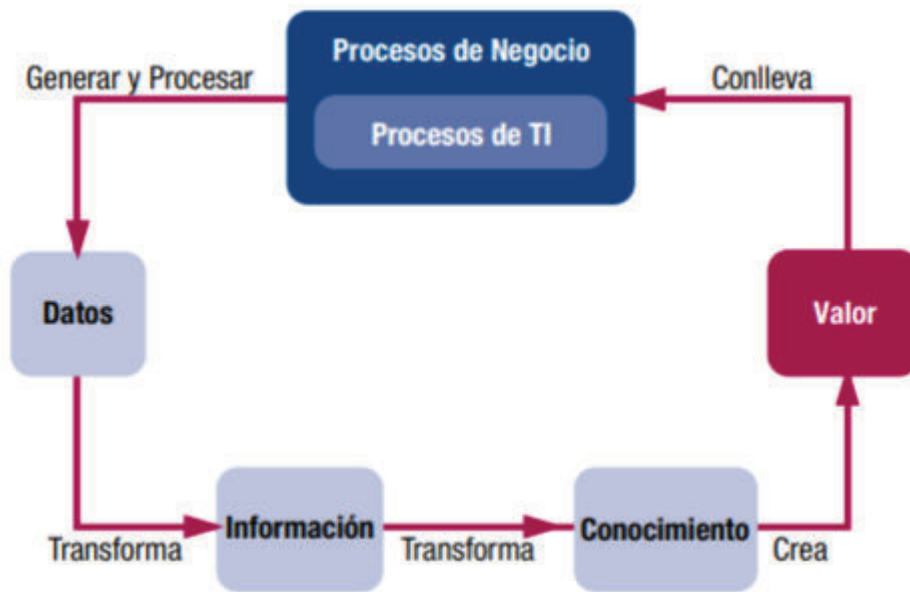 Procesos de Negocio
Generar y Procesar
Conlleva
Procesos de TI
Datos
Valor
Información
Conocimiento
Transforma
Transforma
Crea